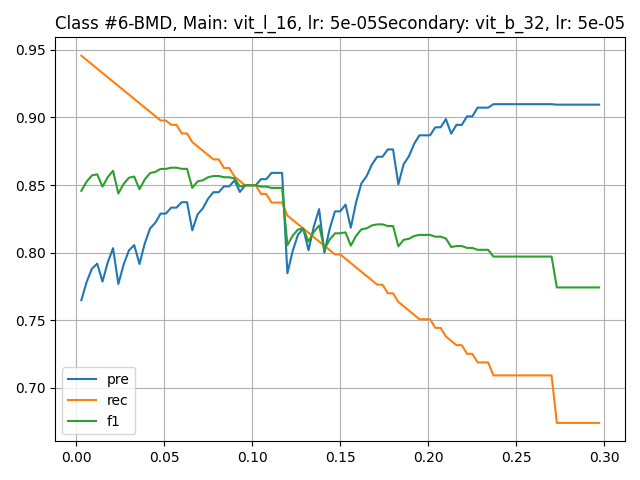 Class #6-BMD, Main: vit_l_16, lr: 5e-05Secondary: vit_b_32, lr: 5e-05
0.95
0.90
0.85
0.80
0.75
0.70
pre
rec
f1
0.00 0.05 0.10 0.15 0.20 0.25 0.30